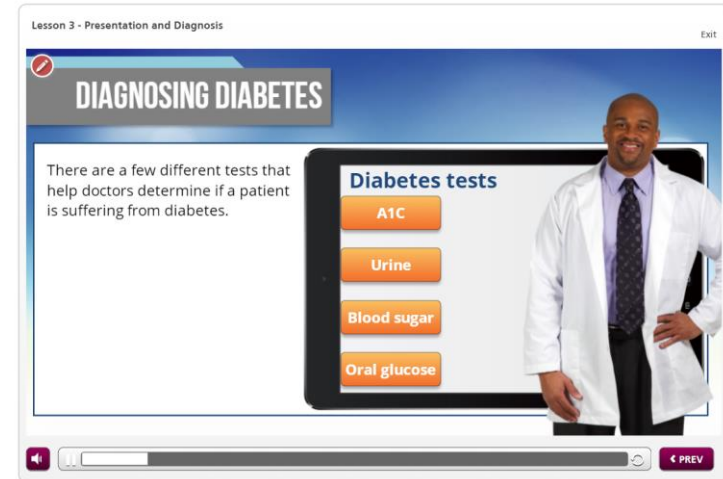 Lesson 3 - Presentation and Diagnosis
Exit
DIAGNOSING DIABETES
There are a few different tests that
help doctors determine if a patient
is suffering from diabetes.
Diabetes tests
A1C
Urine
Blood sugar
Oral glucose
PREV